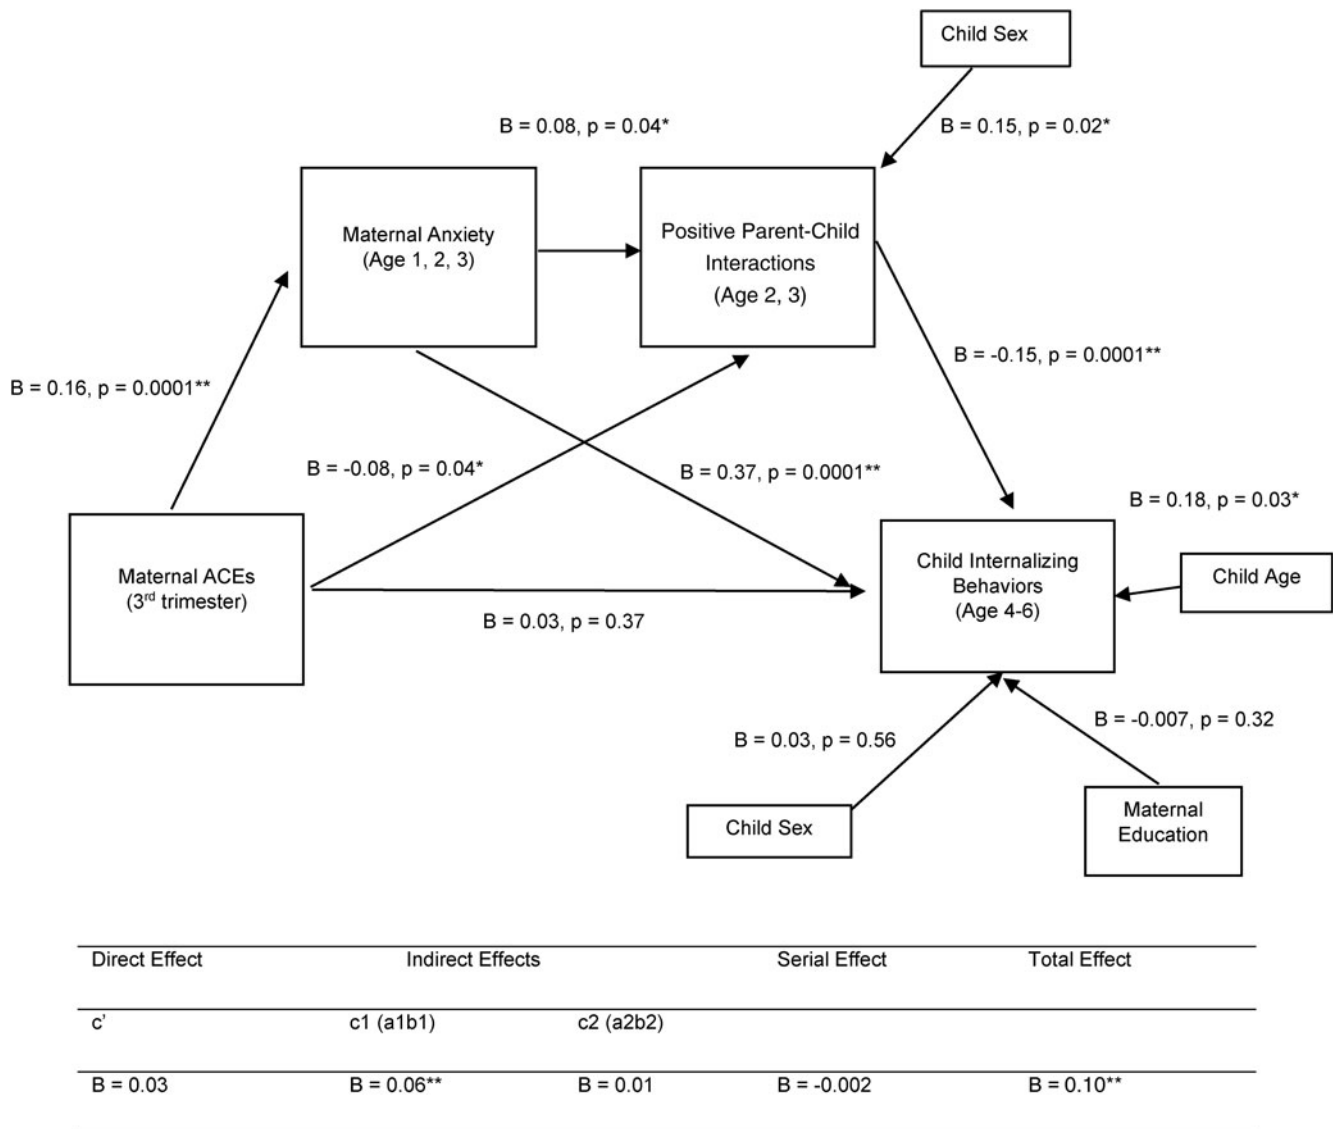 Child Sex
B = 0.08, p = 0.04*
B = 0.15, p = 0.02*
Maternal Anxiety
(Age 1, 2, 3)
Positive Parent-Child
Interactions
(Age 2, 3)
B = -0.15, p = 0.0001**
B = 0.16, p = 0.0001**
B = -0.08, p = 0.04*
B = 0.37, p = 0.0001**
B = 0.18, p = 0.03*
Maternal ACEs
(3rd trimester)
Child Internalizing
Behaviors
(Age 4-6)
Child Age
B = 0.03, p = 0.37
B = 0.03, p = 0.56
B = -0.007, p = 0.32
Child Sex
Maternal
Education
Direct Effect Indirect Effects Serial Effect Total Effect
c' c1 (a1b1) c2 (a2b2)
B = 0.03 B = 0.06** B = 0.01 B = -0.002 B = 0.10**